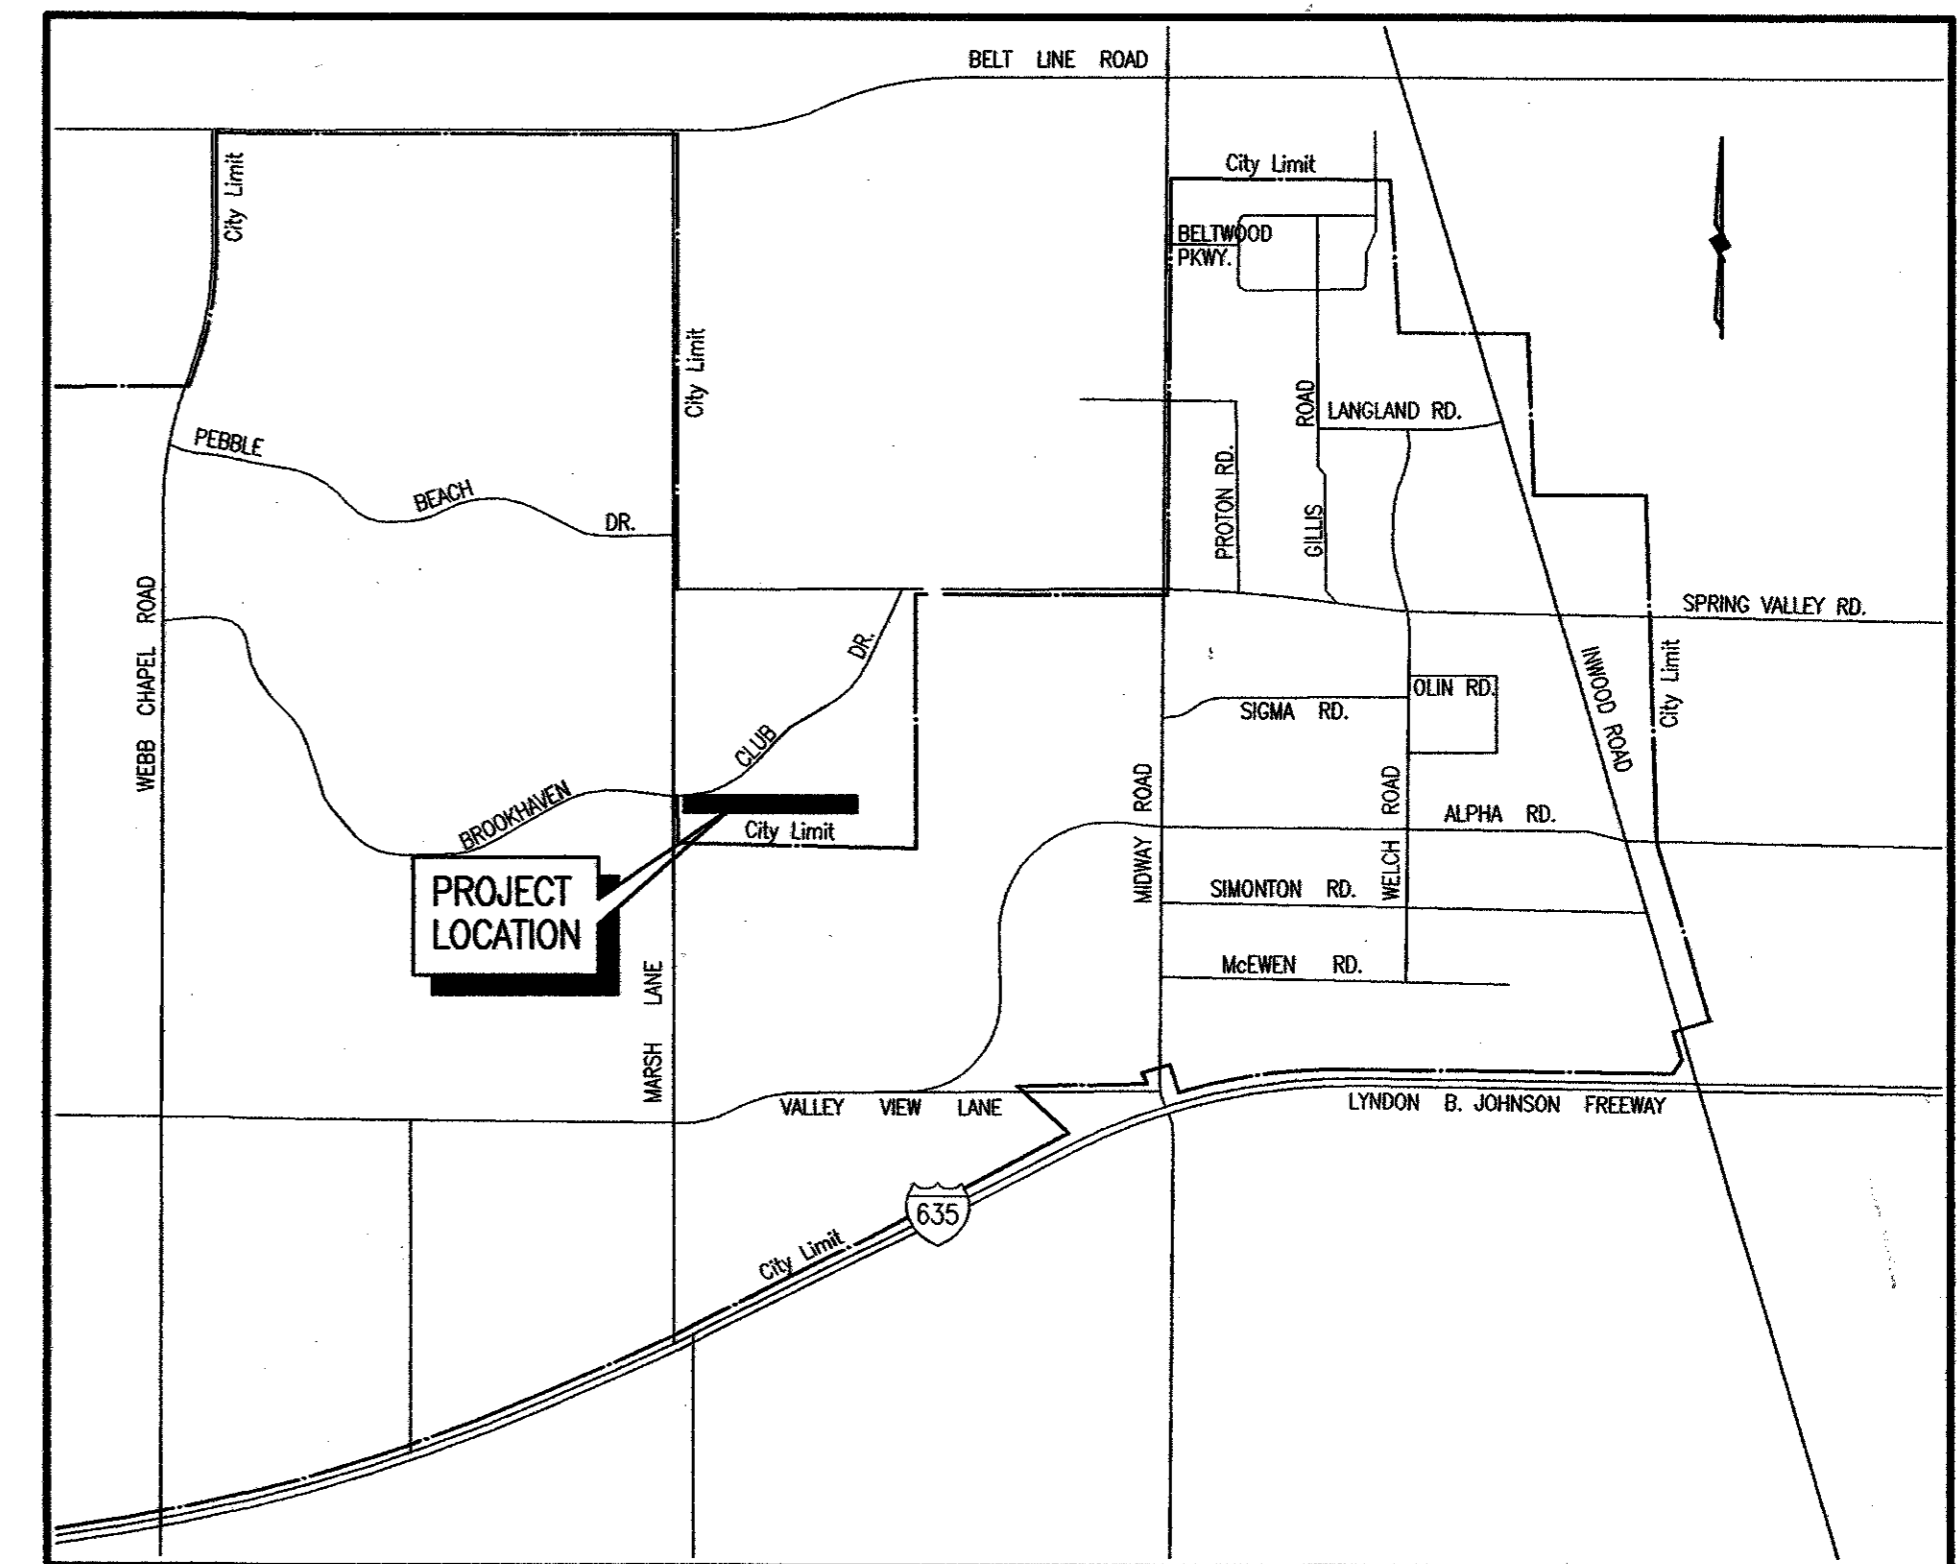 BELT LINE ROAD
City Limit
City Limit
BELTWOOD
PKWY.
City Limit
ROAD
LANGLAND RD.
PEBBLE
BEACH
DR.
PROTON RD.
GILLIS
WEBB CHAPEL ROAD
SPRING VALLEY RD.
DR.
INWOOD ROAD
City Limit
OLIN RD.
SIGMA RD.
CLUB
BROOKHAVEN
City Limit
MIDWAY ROAD
WELCH ROAD
ALPHA RD.
PROJECT
LOCATION
SIMONTON RD.
McEWEN RD.
MARSH LANE
VALLEY VIEW LANE
LYNDON B. JOHNSON FREEWAY
635
City Limit